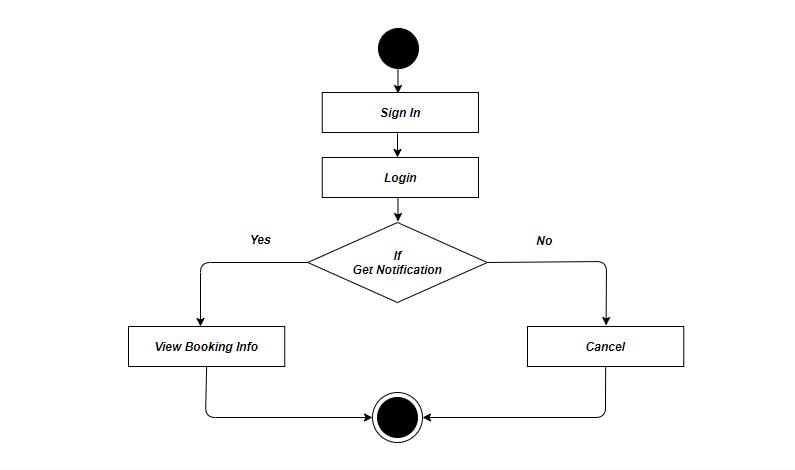 Sign In
Login
If
Get Notification
Yes
No
View Booking Info
Cancel